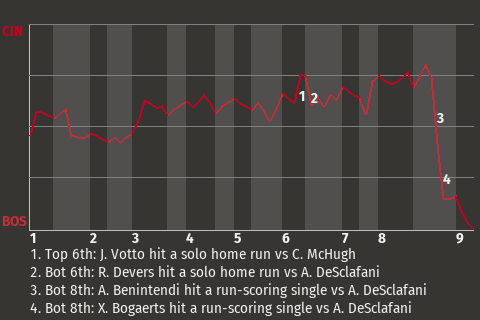 CIN
1 2
3
4
BOS
1 2 3 4 5 6 7 8 9
1. Top 6th: J. Votto hit a solo home run vs C. McHugh
2. Bot 6th: R. Devers hit a solo home run vs A. DeSclafani
3. Bot 8th: A. Benintendi hit a run-scoring single vs A. DeSclafani
4. Bot 8th: X. Bogaerts hit a run-scoring single vs A. DeSclafani